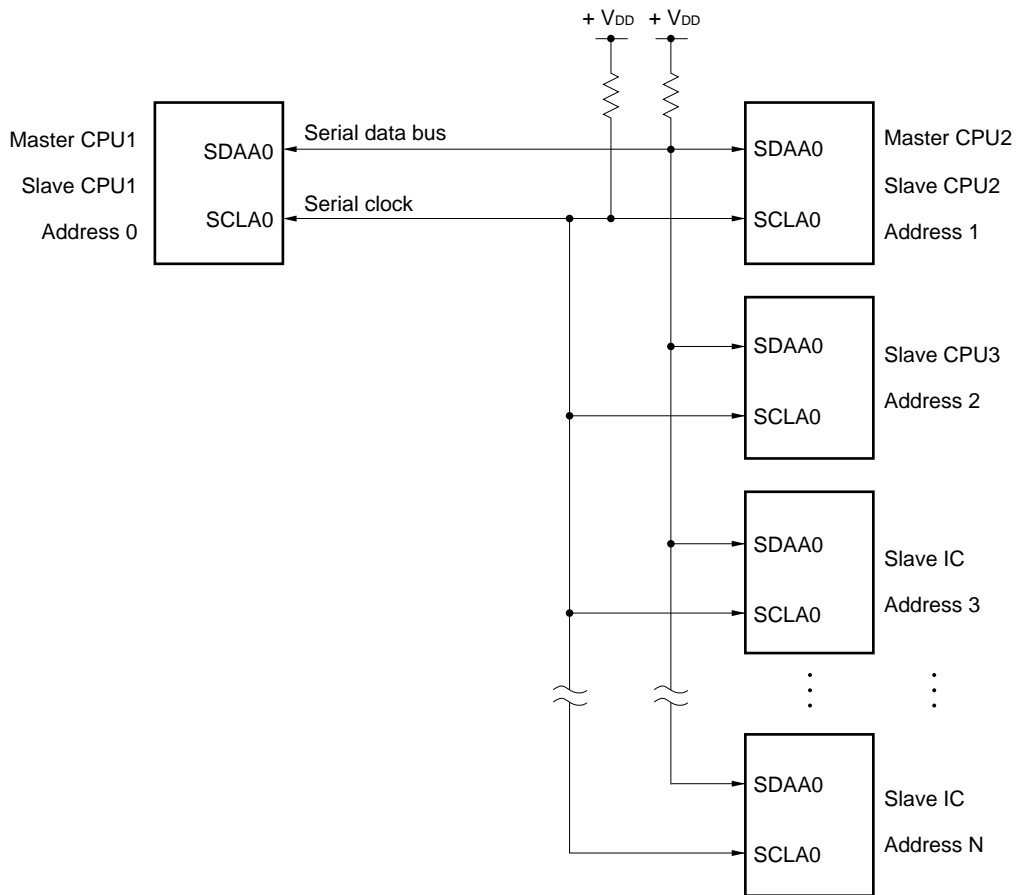 + VDD
+ VDD
Master CPU1
Slave CPU1
Address 0
SDAA0
SCLA0
Serial data bus
Serial clock
SDAA0
SCLA0
Master CPU2
Slave CPU2
Address 1
SDAA0
SCLA0
Slave CPU3
Address 2
SDAA0
SCLA0
Slave IC
Address 3
SDAA0
SCLA0
Slave IC
Address N